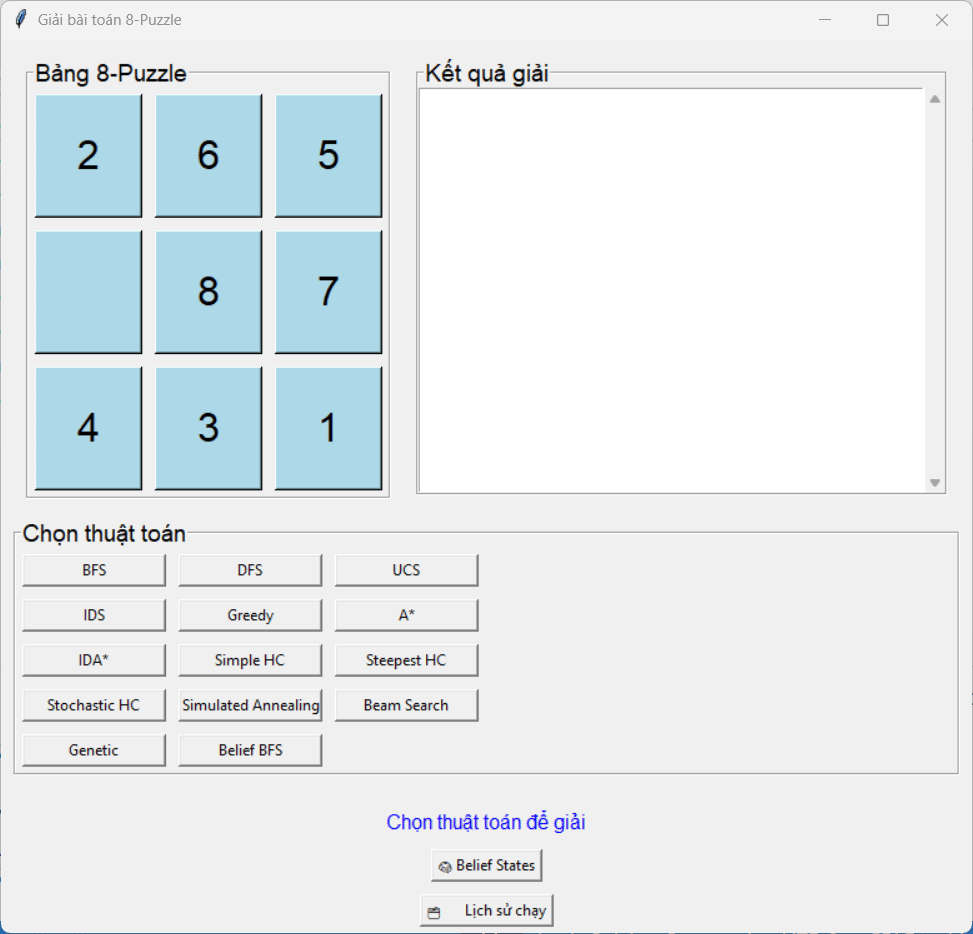 Giải bài toán 8-Puzzle
Bảng 8-Puzzle
2 6 5
8 7
4 3 1
Kết quả giải
Chọn thuật toán
BFS DFS UCS
IDS Greedy A*
IDA* Simple HC Steepest HC
Stochastic HC Simulated Annealing Beam Search
Genetic Belief BFS
Chọn thuật toán để giải
Belief States
Lịch sử chạy